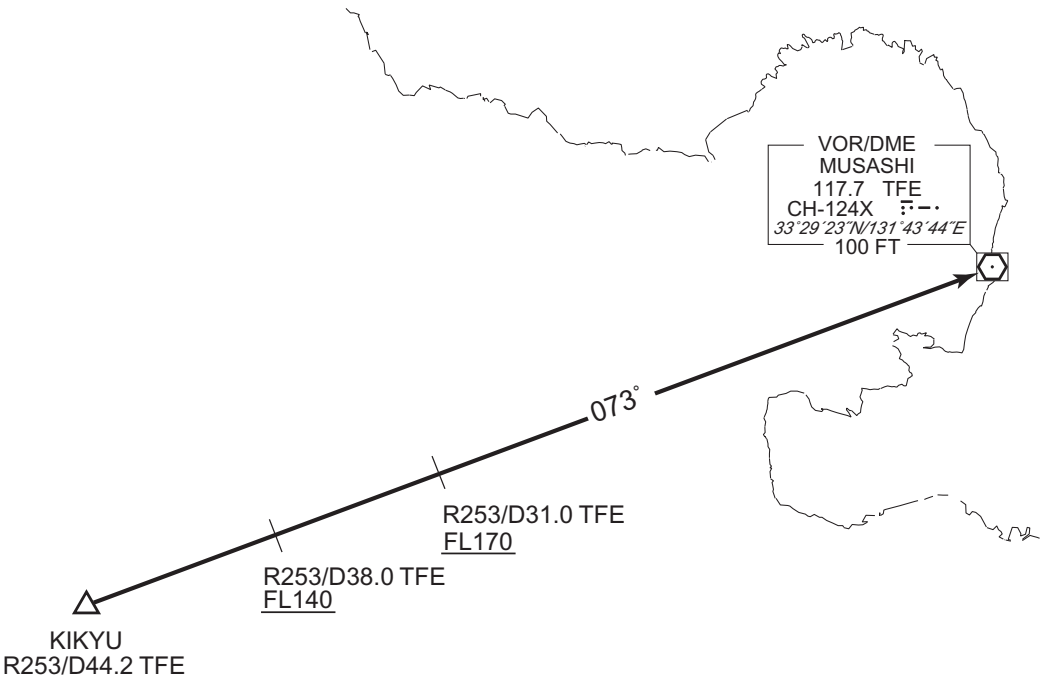 VOR/DME
MUSASHI
117.7 TFE
CH-124X
33°29´23˝N/131°43´44˝E
100 FT
073°
R253/D31.0 TFE
FL170
R253/D38.0 TFE
FL140
KIKYU
R253/D44.2 TFE